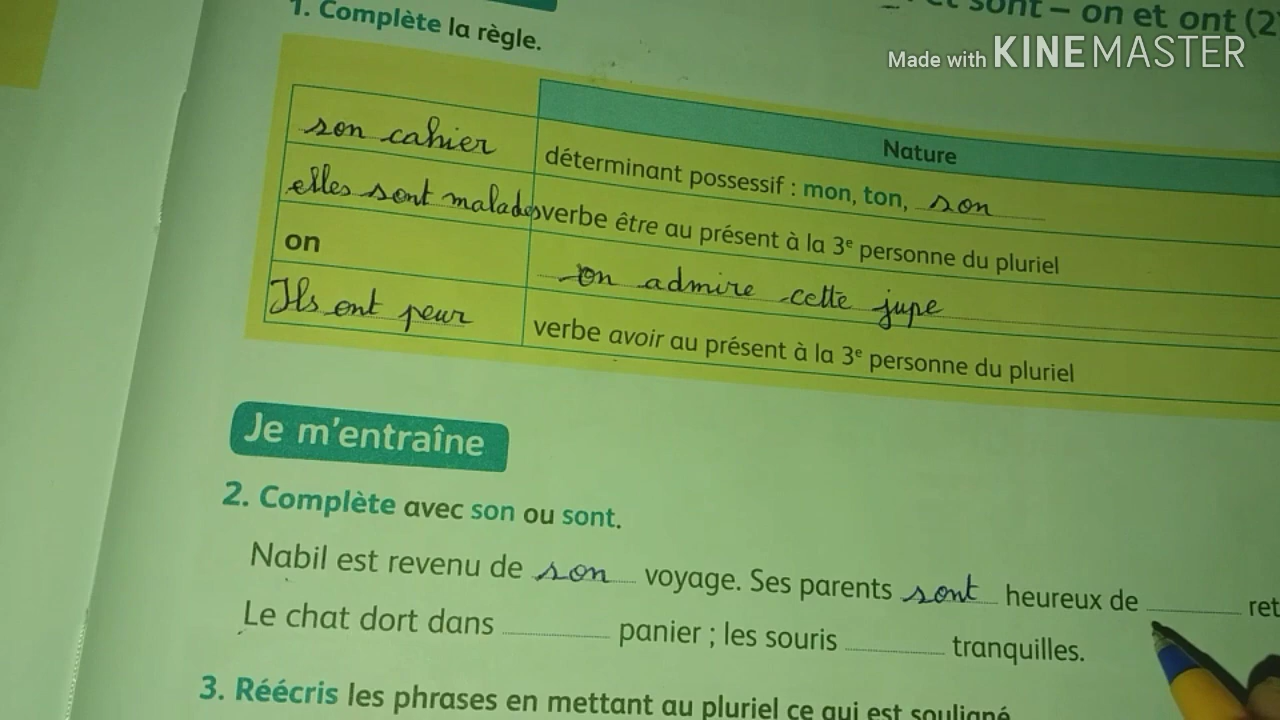 et sont – on et ont (2
1. Complète la règle.
Made with KINEMASTER
Nature
son cahier
déterminant possessif : mon, ton, son
elles sont malades
verbe être au présent à la 3e personne du pluriel
on
on admire cette jupe
Ils ont peur
verbe avoir au présent à la 3e personne du pluriel
Je m'entraîne
2. Complète avec son ou sont.
Nabil est revenu de son voyage. Ses parents sont heureux de ret
Le chat dort dans panier ; les souris tranquilles.
3. Réécris les phrases en mettant au pluriel ce qui est souligné